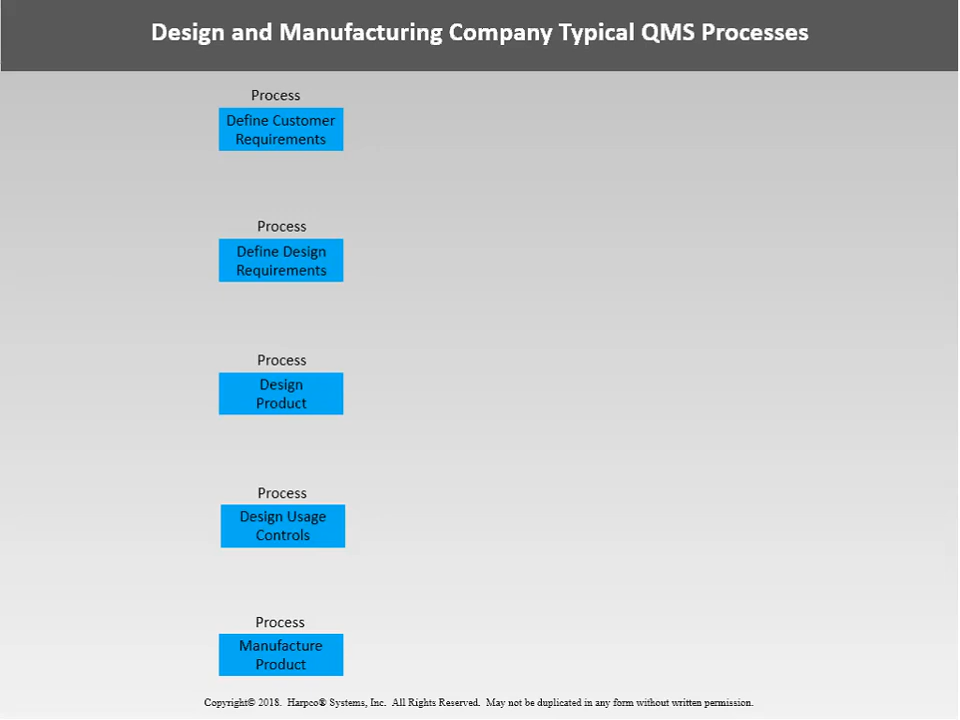 Design and Manufacturing Company Typical QMS Processes
Process
Define Customer
Requirements
Process
Define Design
Requirements
Process
Design
Product
Process
Design Usage
Controls
Process
Manufacture
Product
Copyright© 2018.  Harpco® Systems, Inc.  All Rights Reserved.  May not be duplicated in any form without written permission.